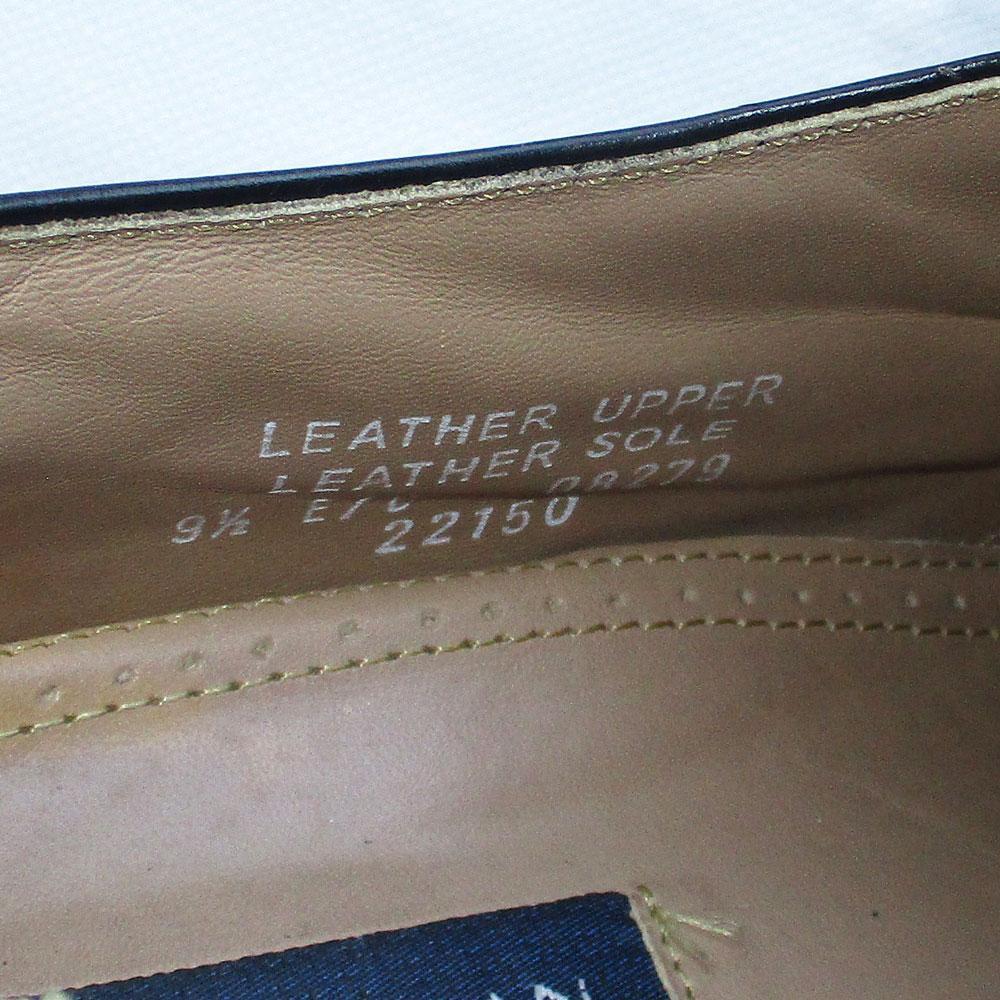 LEATHER UPPER
LEATHER SOLE
9½
22150